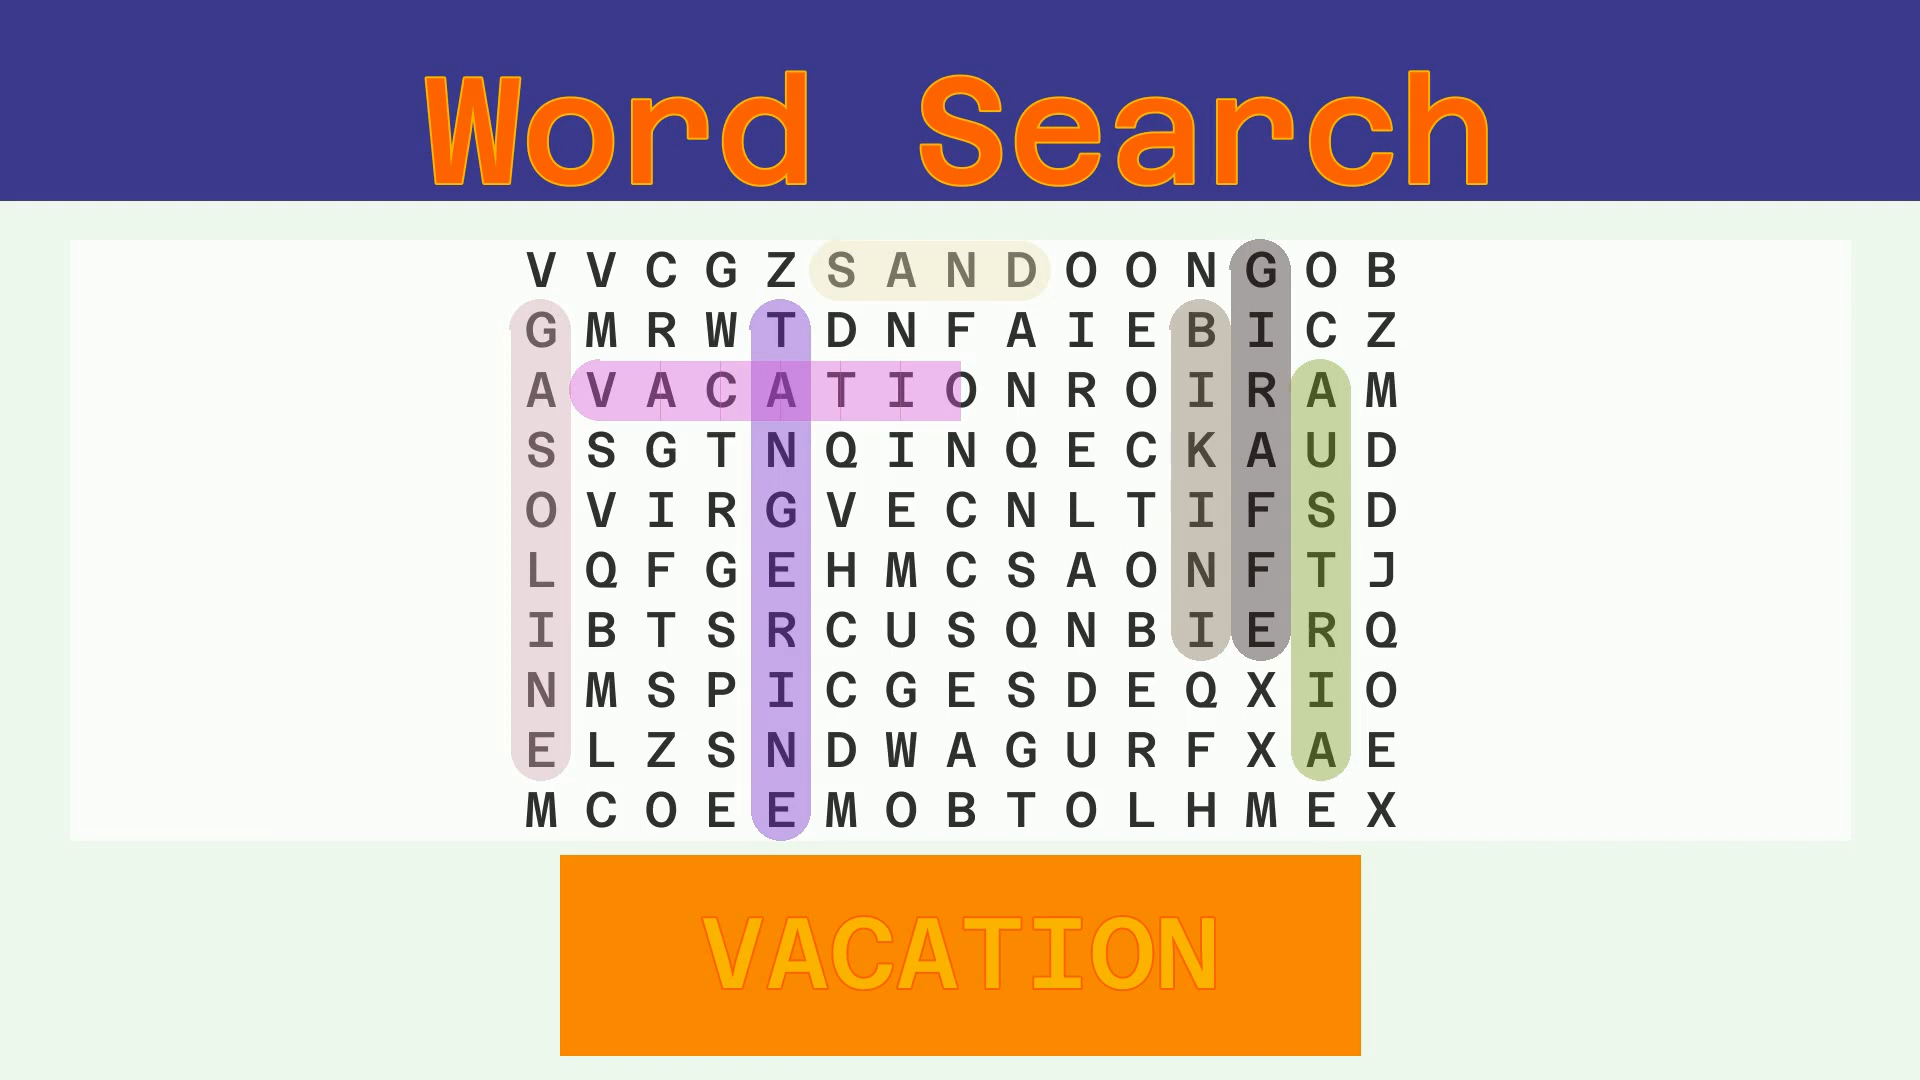 Word Search
V V C G Z S A N D O O N G O B
G M R W T D N F A I E B I C Z
A V A C A T I O N R O I R A M
S S G T N Q I N Q E C K A U D
O V I R G V E C N L T I F S D
L Q F G E H M C S A O N F T J
I B T S R C U S Q N B I E R Q
N M S P I C G E S D E Q X I O
E L Z S N D W A G U R F X A E
M C O E E M O B T O L H M E X
VACATION